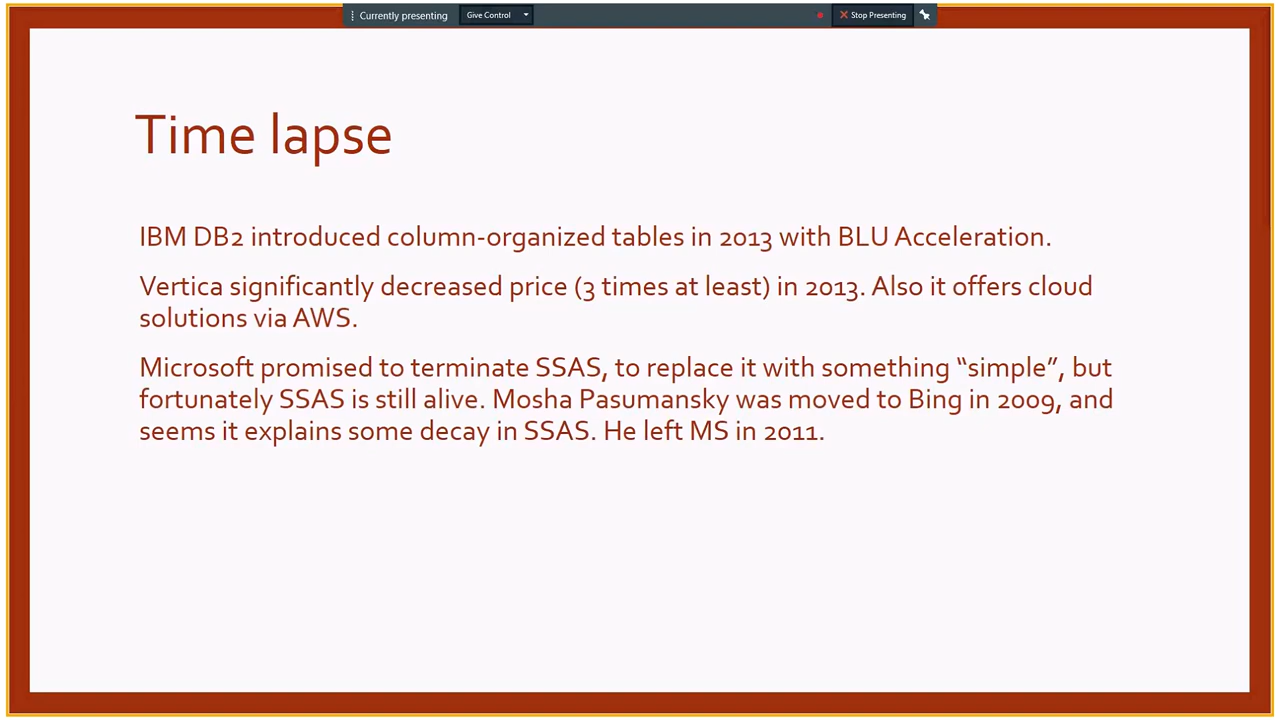 Currently presenting
Give Control
Stop Presenting
Time lapse
IBM DB2 introduced column-organized tables in 2013 with BLU Acceleration.
Vertica significantly decreased price (3 times at least) in 2013. Also it offers cloud
solutions via AWS.
Microsoft promised to terminate SSAS, to replace it with something “simple”, but
fortunately SSAS is still alive. Mosha Pasumansky was moved to Bing in 2009, and
seems it explains some decay in SSAS. He left MS in 2011.